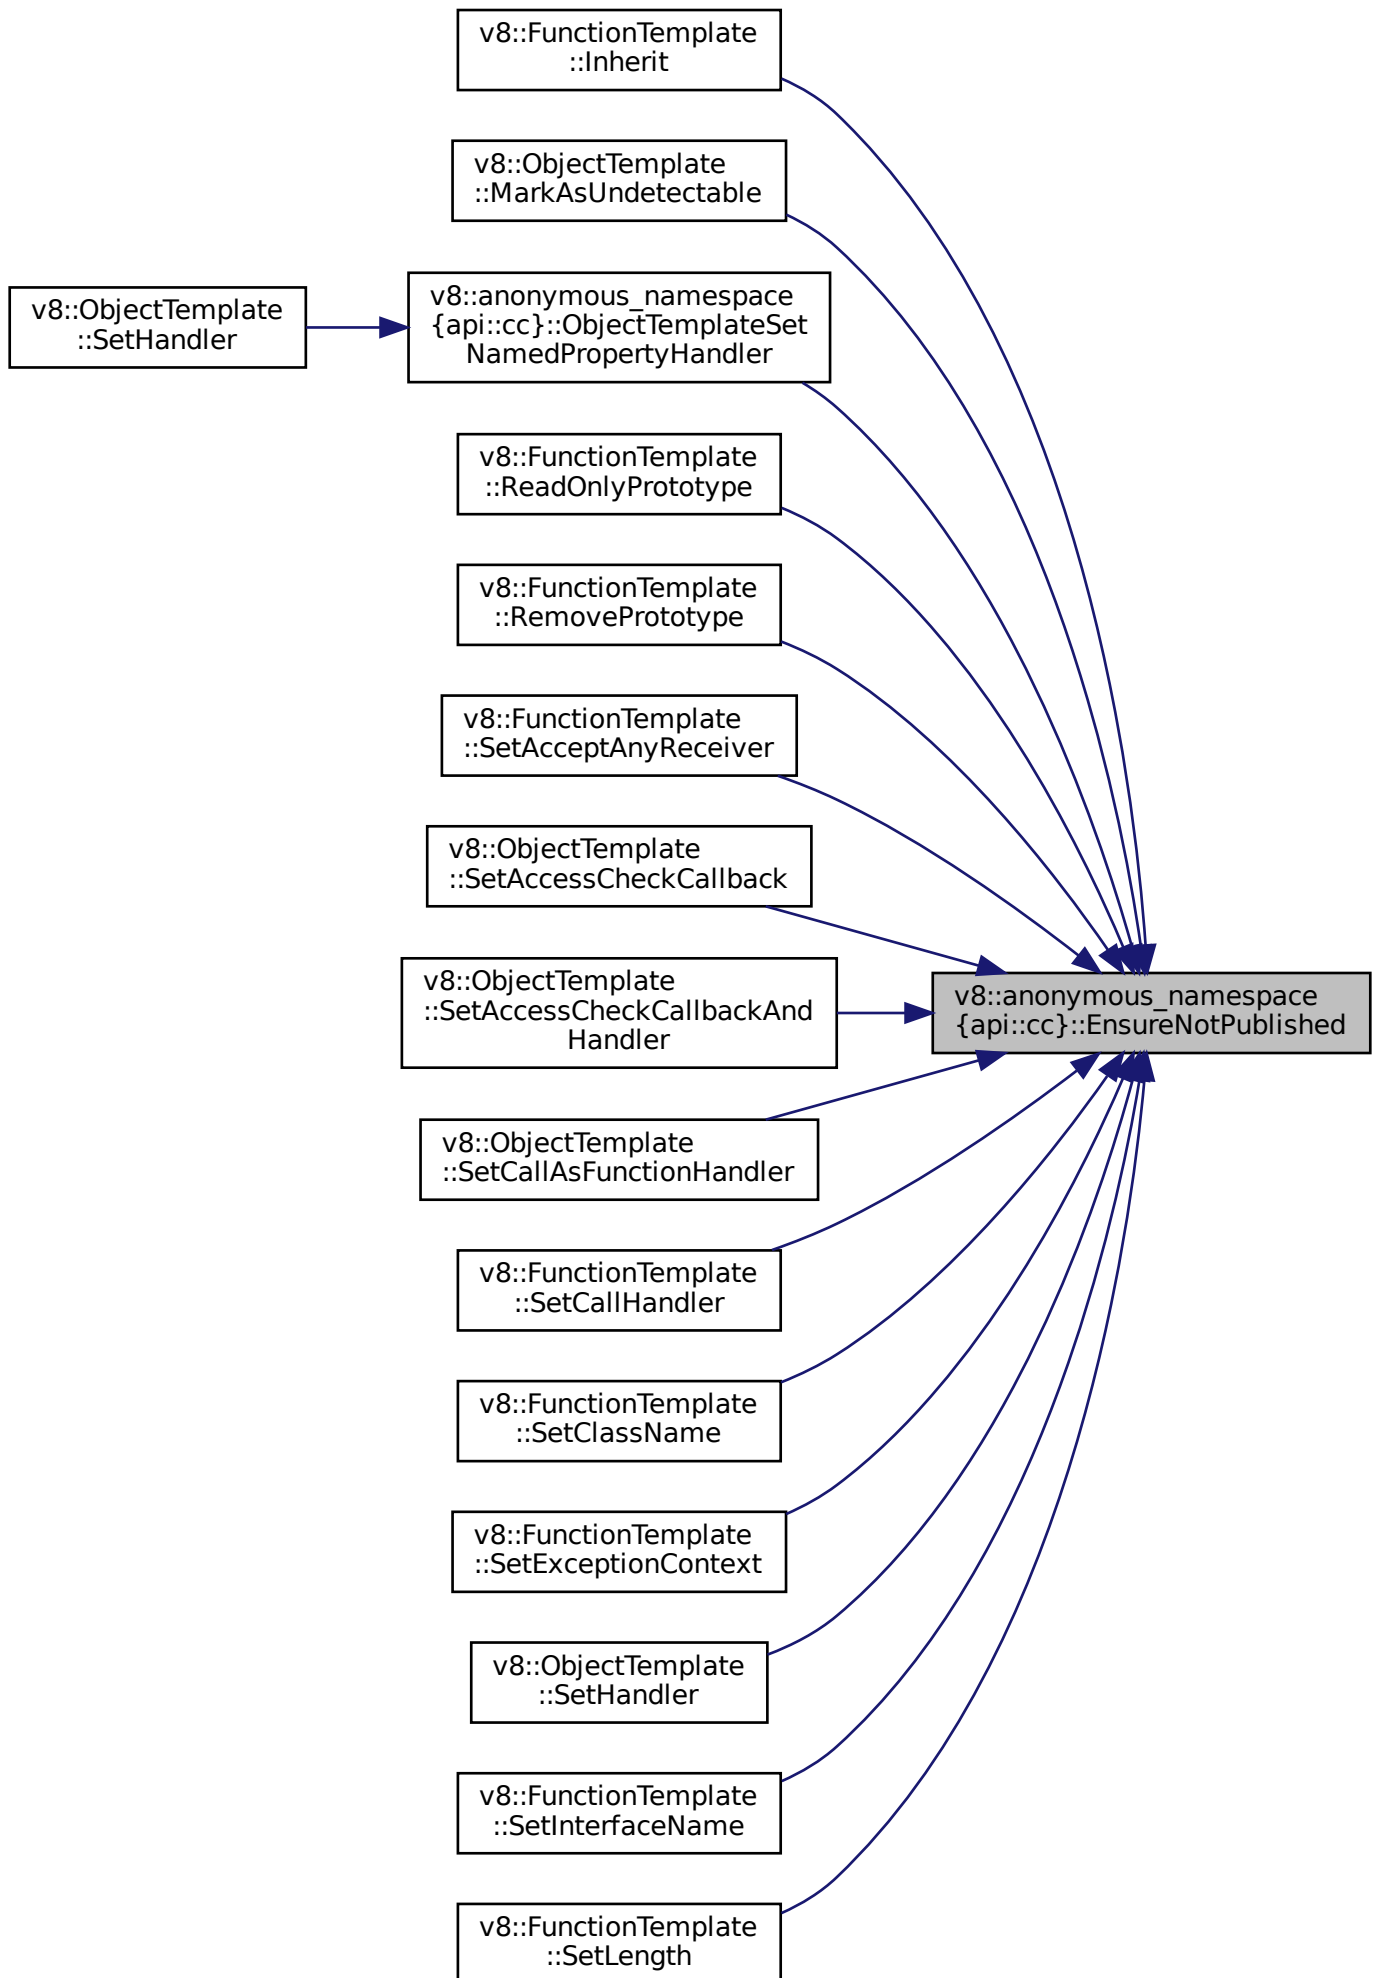 v8::FunctionTemplate
::Inherit
v8::ObjectTemplate
::MarkAsUndetectable
v8::ObjectTemplate
::SetHandler
v8::anonymous_namespace
{api::cc}::ObjectTemplateSet
NamedPropertyHandler
v8::FunctionTemplate
::ReadOnlyPrototype
v8::FunctionTemplate
::RemovePrototype
v8::FunctionTemplate
::SetAcceptAnyReceiver
v8::ObjectTemplate
::SetAccessCheckCallback
v8::ObjectTemplate
::SetAccessCheckCallbackAnd
Handler
v8::anonymous_namespace
{api::cc}::EnsureNotPublished
v8::ObjectTemplate
::SetCallAsFunctionHandler
v8::FunctionTemplate
::SetCallHandler
v8::FunctionTemplate
::SetClassName
v8::FunctionTemplate
::SetExceptionContext
v8::ObjectTemplate
::SetHandler
v8::FunctionTemplate
::SetInterfaceName
v8::FunctionTemplate
::SetLength